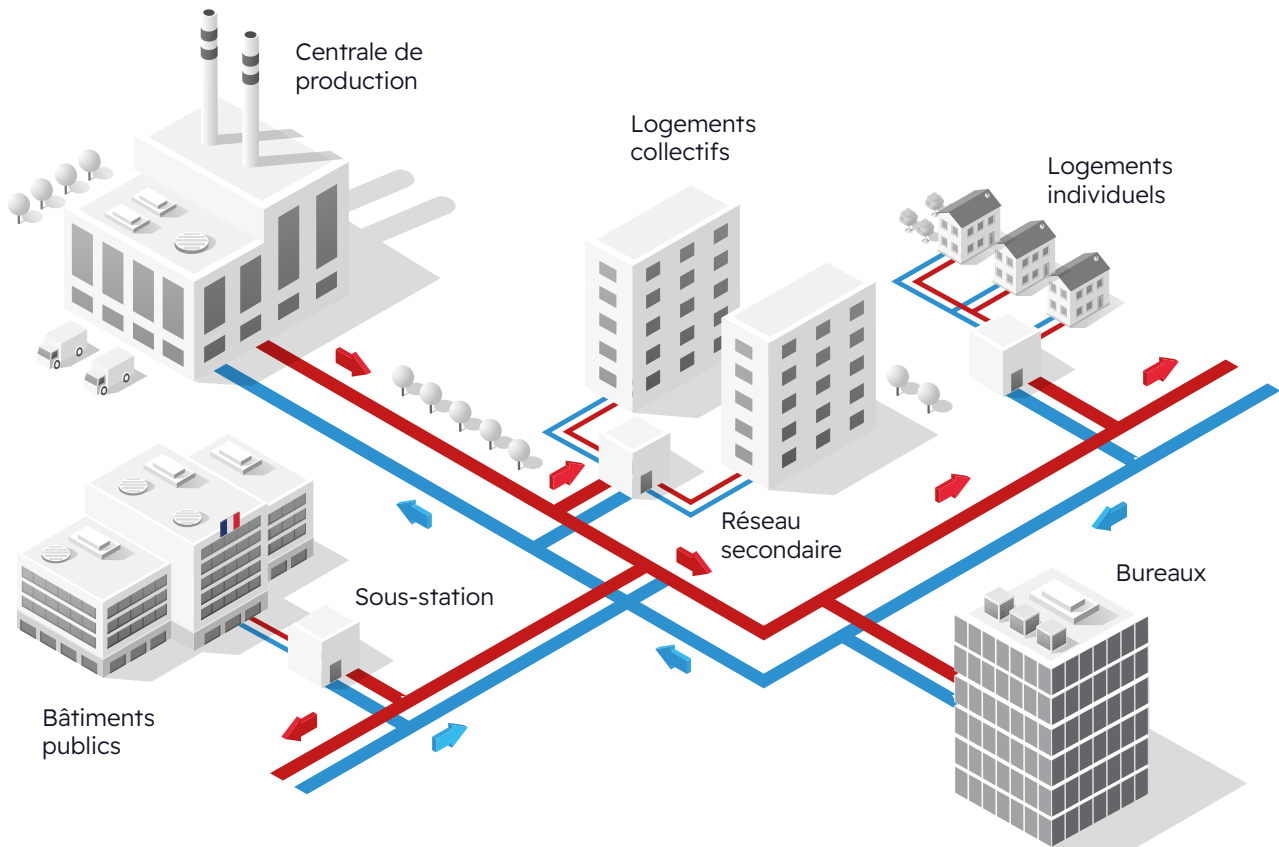 Centrale de
production
Logements
collectifs
Logements
individuels
Réseau
secondaire
Bureaux
Sous-station
Bâtiments
publics